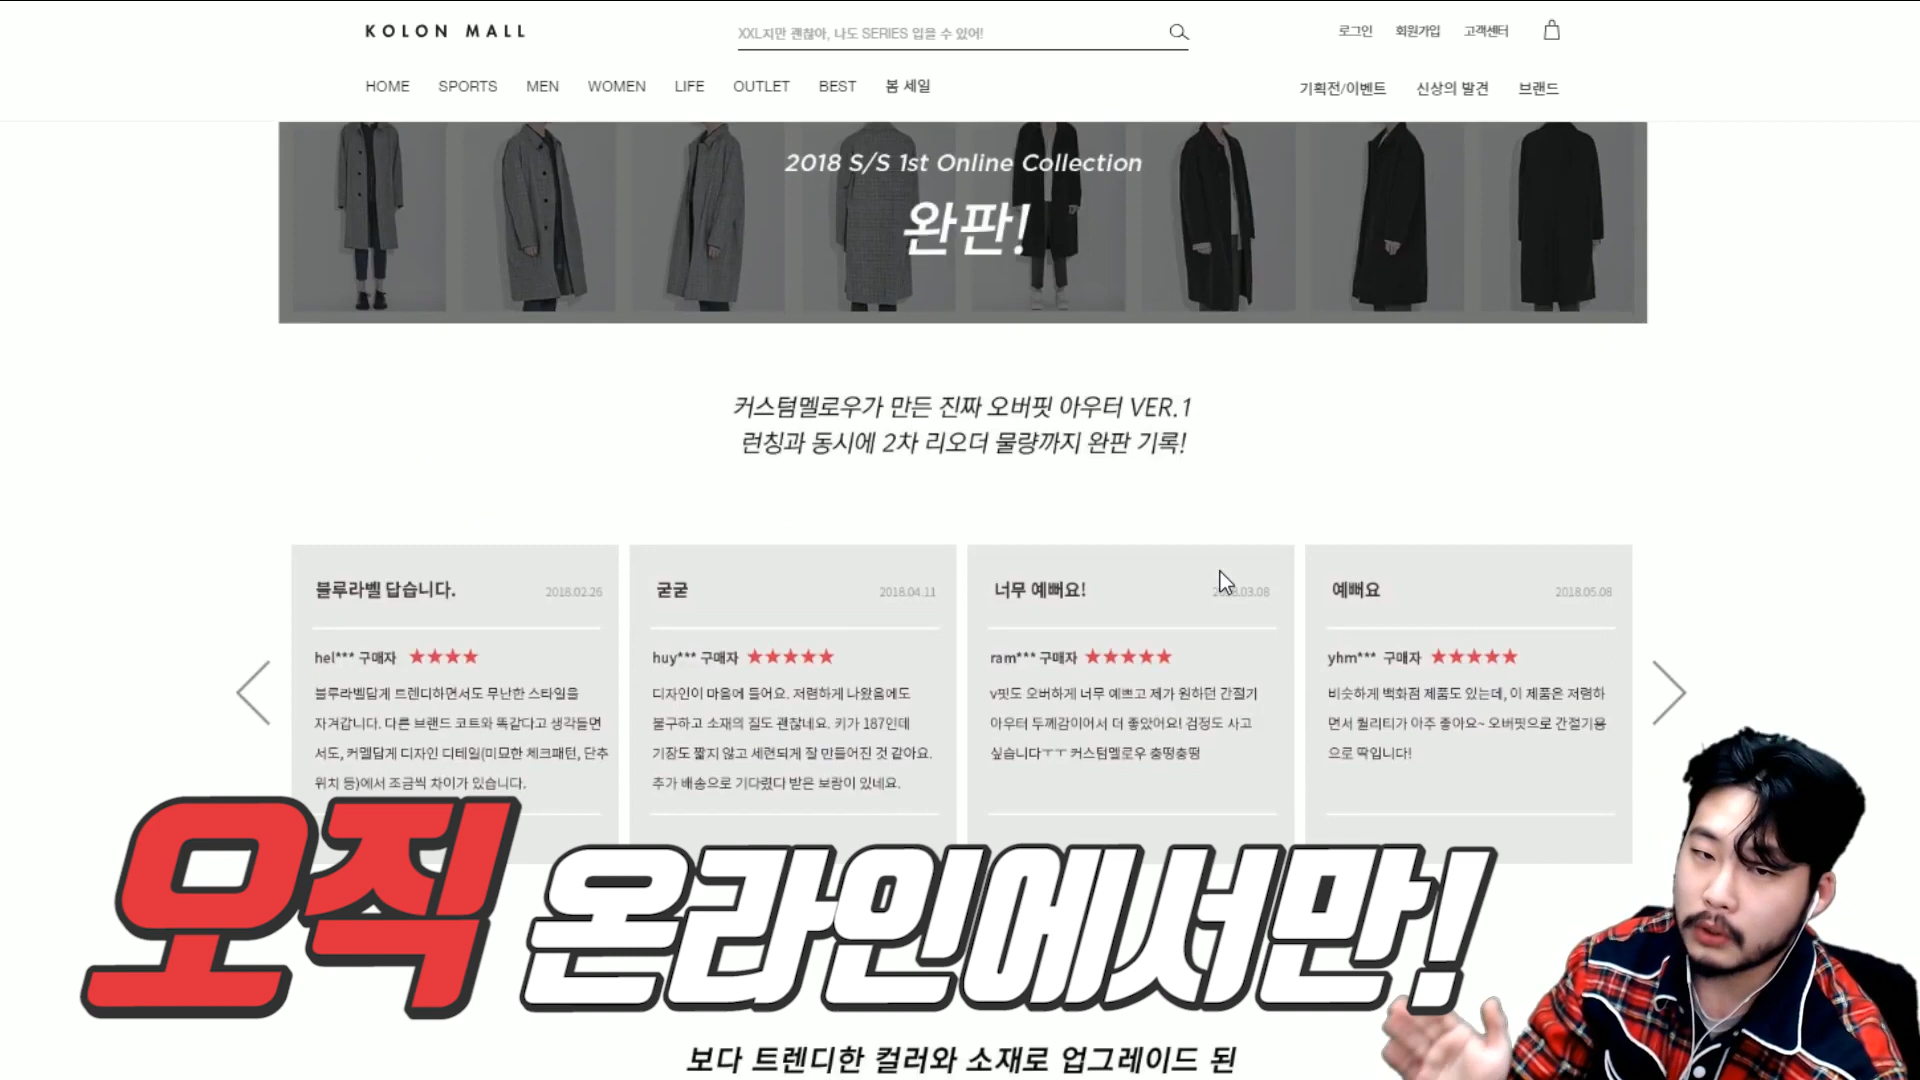 KOLON MALL
XXL지만 괜찮아, 나도 SERIES 입을 수 있어!
로그인 회원가입 고객센터
HOME SPORTS MEN WOMEN LIFE OUTLET BEST 봄 세일
기획전/이벤트 신상의 발견 브랜드
2018 S/S 1st Online Collection
완판!
커스텀멜로우가 만든 진짜 오버핏 아우터 VER.1
런칭과 동시에 2차 리오더 물량까지 완판 기록!
블루라벨 답습니다. 2018.02.26
hel*** 구매자 ★★★★
블루라벨답게 트렌디하면서도 무난한 스타일을
자겨갑니다. 다른 브랜드 코트와 똑같다고 생각들면
서도, 커멜답게 디자인 디테일(미묘한 체크패턴, 단추
위치 등)에서 조금씩 차이가 있습니다.
굳굳 2018.04.11
huy*** 구매자 ★★★★★
디자인이 마음에 들어요. 저렴하게 나왔음에도
불구하고 소재의 질도 괜찮네요. 키가 187인데
기장도 짧지 않고 세련되게 잘 만들어진 것 같아요.
추가 배송으로 기다렸다 받은 보람이 있네요.
너무 예뻐요!
ram*** 구매자 ★★★★★
v핏도 오버하게 너무 예쁘고 제가 원하던 간절기
아우터 두께감이어서 더 좋았어요! 검정도 사고
싶습니다ㅜㅜ 커스텀멜로우 충떵충떵
예뻐요 2018.05.08
yhm*** 구매자 ★★★★★
비슷하게 백화점 제품도 있는데, 이 제품은 저렴하
면서 퀄리티가 아주 좋아요~ 오버핏으로 간절기용
으로 딱입니다!
오직 온라인에서만!
보다 트렌디한 컬러와 소재로 업그레이드 된